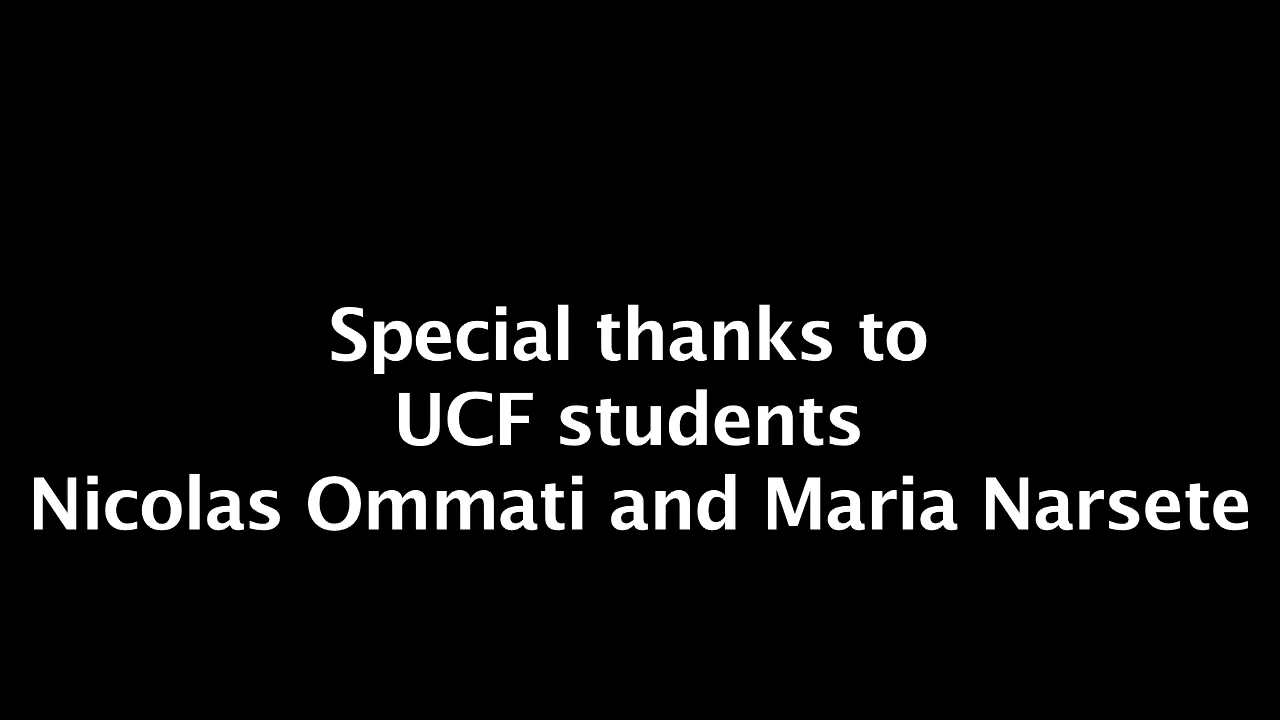 Special thanks to
UCF students
Nicolas Ommati and Maria Narsete